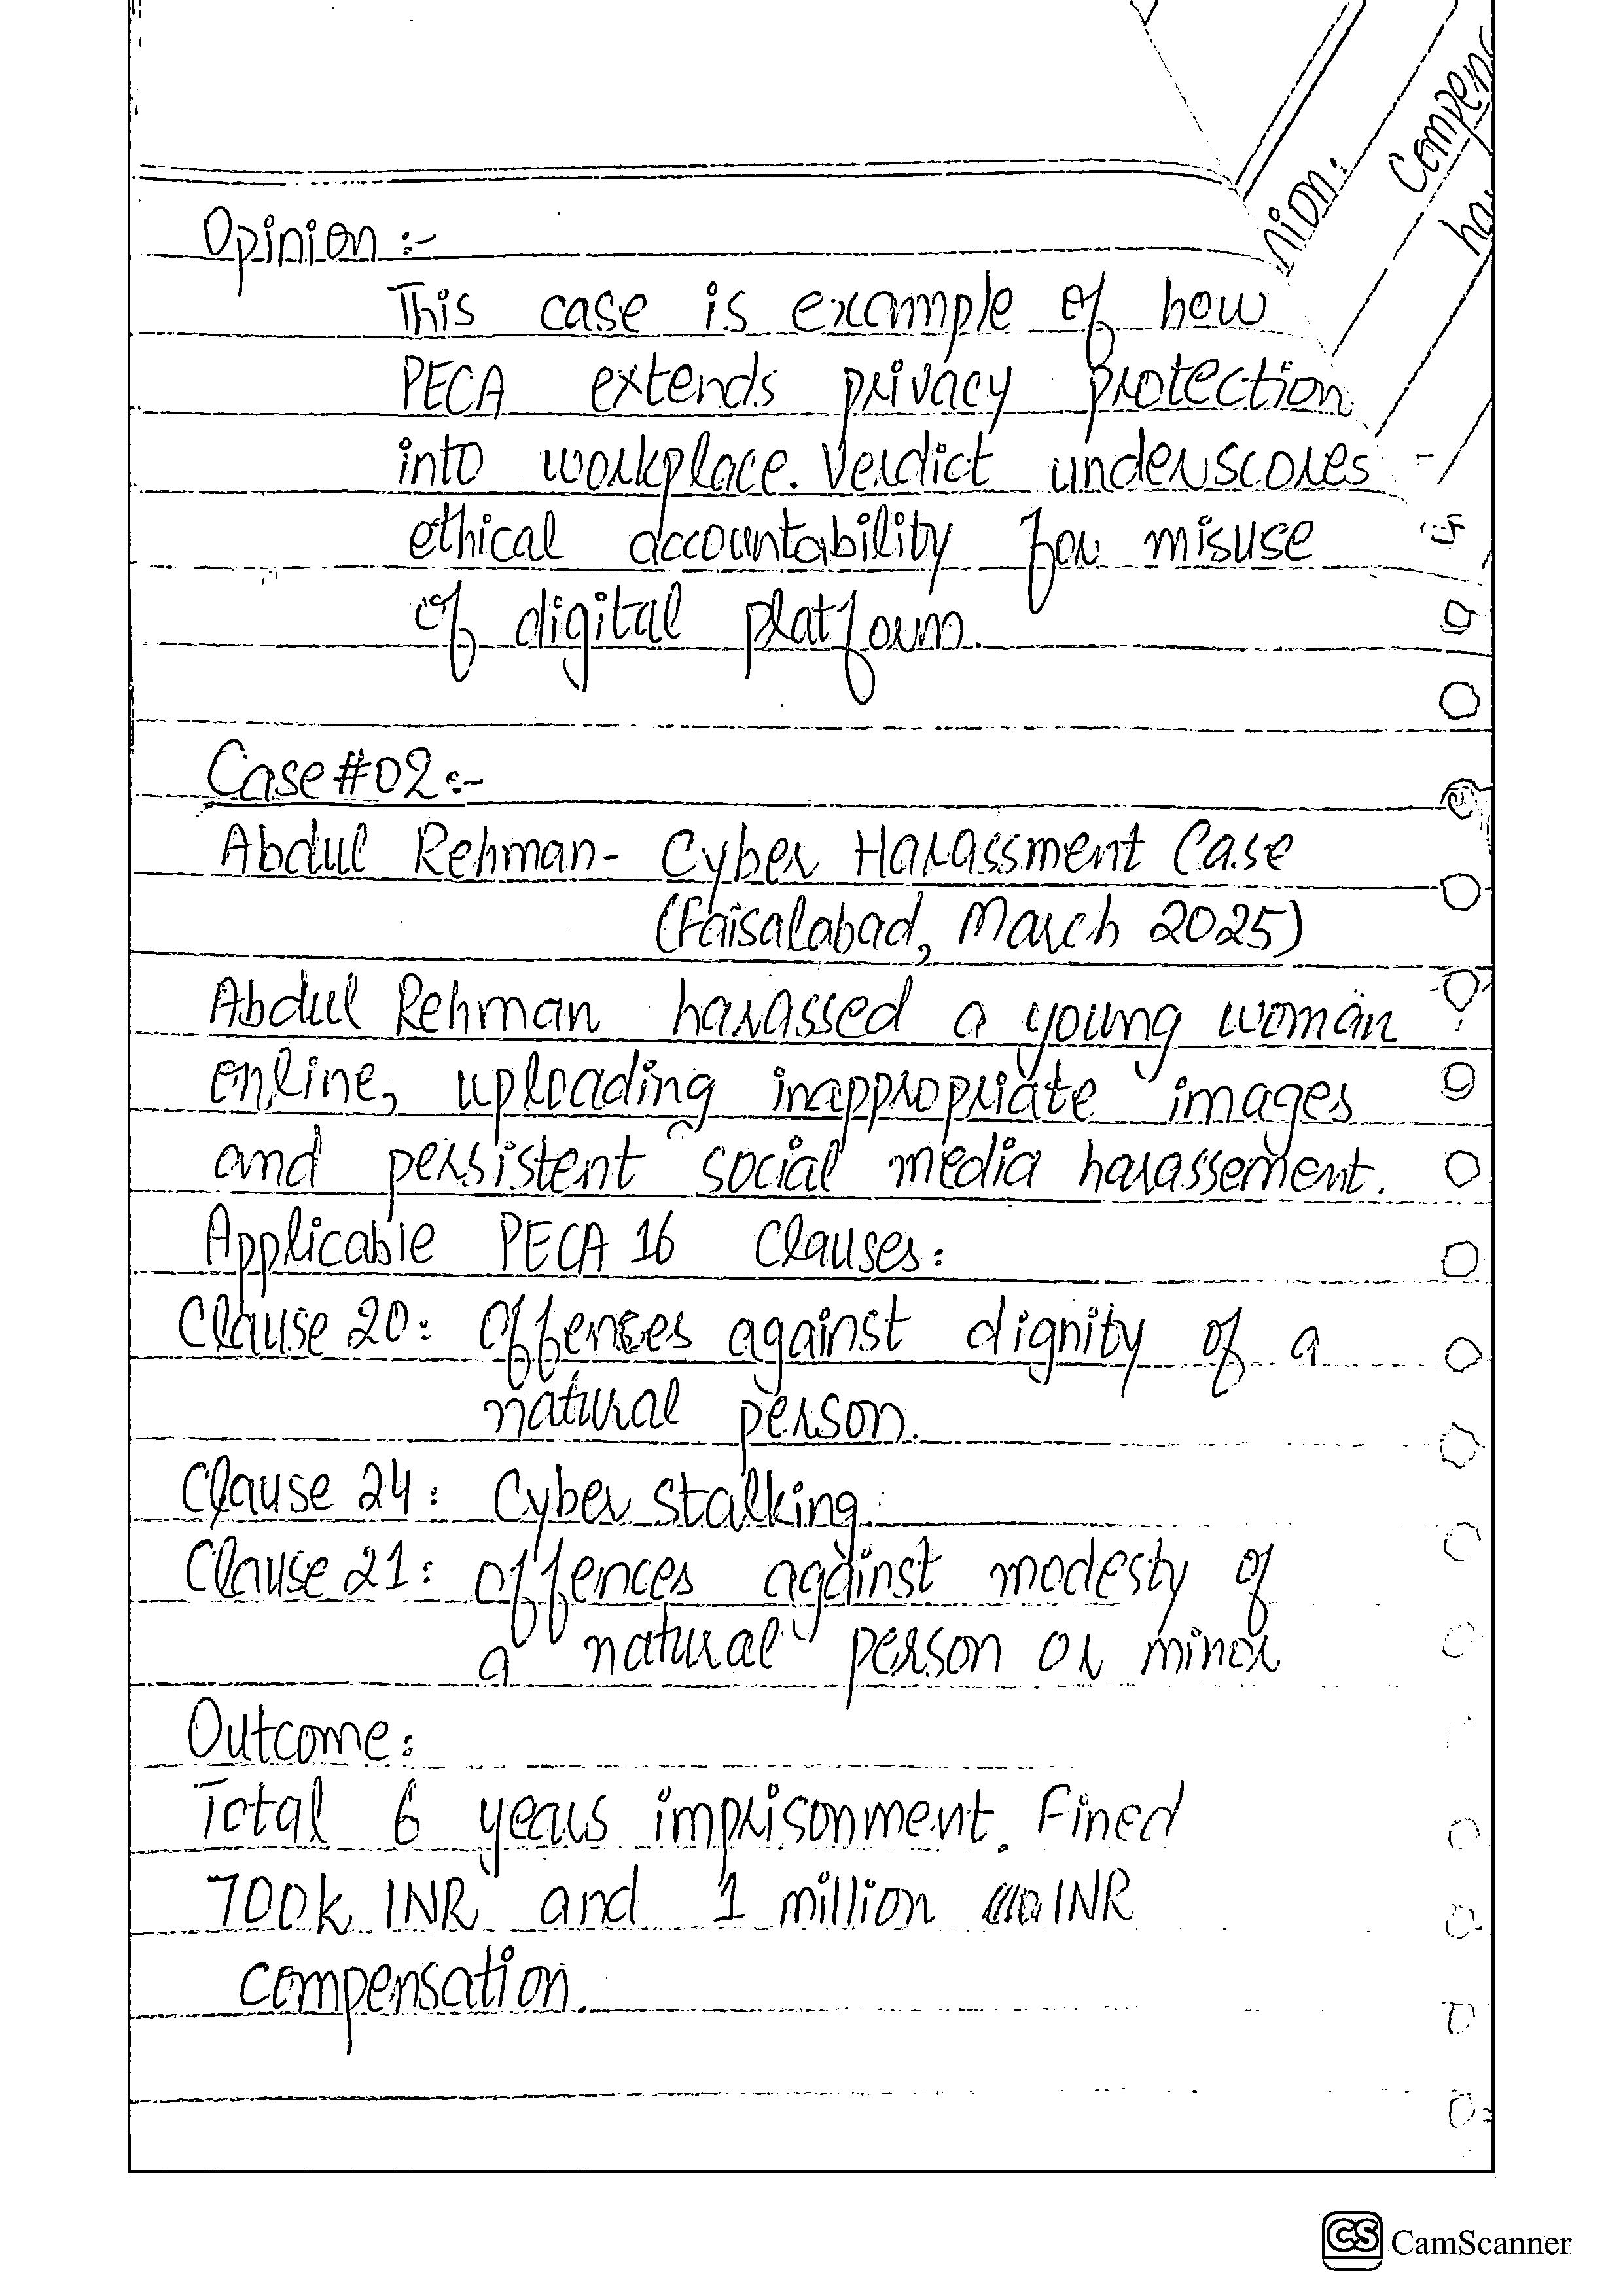 Opinion :-
This case is example of how
PECA extends privacy protection
into workplace. Verdict underscores
ethical accountability for misuse
of digital platform.
Case#02:-
Abdul Rehman- Cyber Harassment Case
(Faisalabad, March 2025)
Abdul Rehman harassed a young woman
online, uploading inappropriate images
and persistent social media harassement.
Applicable PECA 16 Clauses:
Clause 20: Offences against dignity of a
natural person.
Clause 24: Cyber stalking.
Clause 21: offences against modesty of
a natural person or minor
Outcome:
Total 6 years imprisonment. Fined
700k INR and 1 million INR
compensation.
nion:
Compen
ha
CS CamScanner